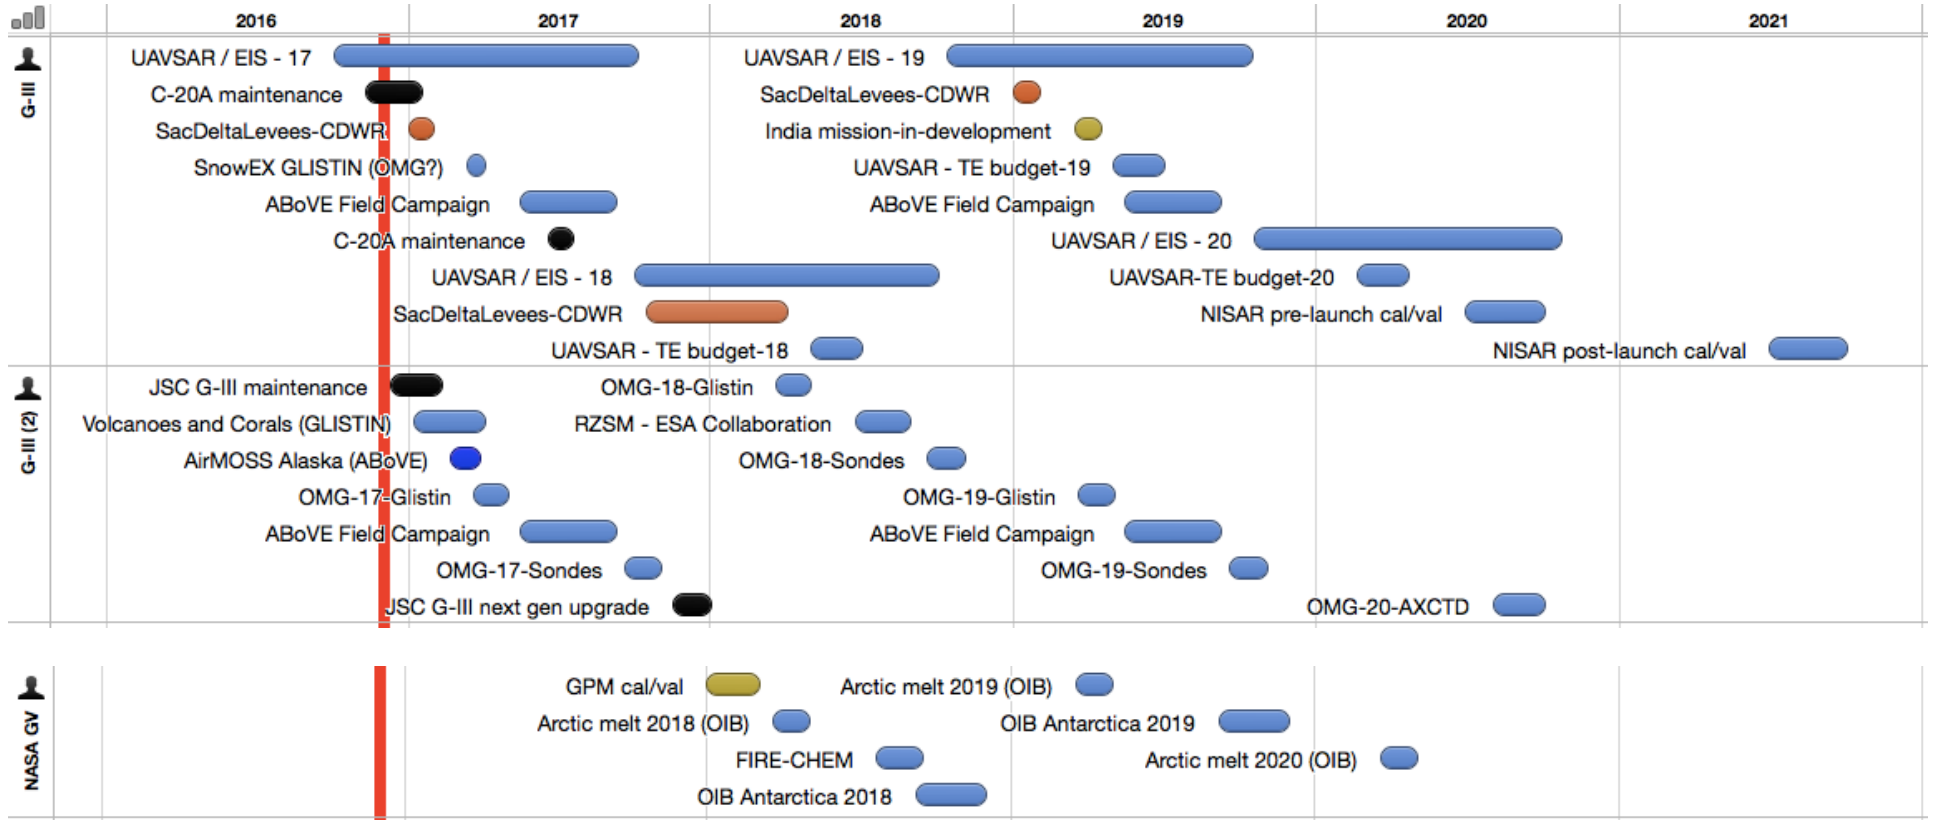 2016 2017 2018 2019 2020 2021
G-III
UAVSAR / EIS - 17 UAVSAR / EIS - 19
C-20A maintenance SacDeltaLevees-CDWR
SacDeltaLevees-CDWR India mission-in-development
SnowEX GLISTIN (OMG?) UAVSAR - TE budget-19
ABoVE Field Campaign ABoVE Field Campaign
C-20A maintenance UAVSAR / EIS - 20
UAVSAR / EIS - 18 UAVSAR-TE budget-20
SacDeltaLevees-CDWR NISAR pre-launch cal/val
UAVSAR - TE budget-18 NISAR post-launch cal/val
G-III (2)
JSC G-III maintenance OMG-18-Glistin
Volcanoes and Corals (GLISTIN) RZSM - ESA Collaboration
AirMOSS Alaska (ABoVE) OMG-18-Sondes
OMG-17-Glistin OMG-19-Glistin
ABoVE Field Campaign ABoVE Field Campaign
OMG-17-Sondes OMG-19-Sondes
JSC G-III next gen upgrade OMG-20-AXCTD
NASA GV
GPM cal/val Arctic melt 2019 (OIB)
Arctic melt 2018 (OIB) OIB Antarctica 2019
FIRE-CHEM Arctic melt 2020 (OIB)
OIB Antarctica 2018